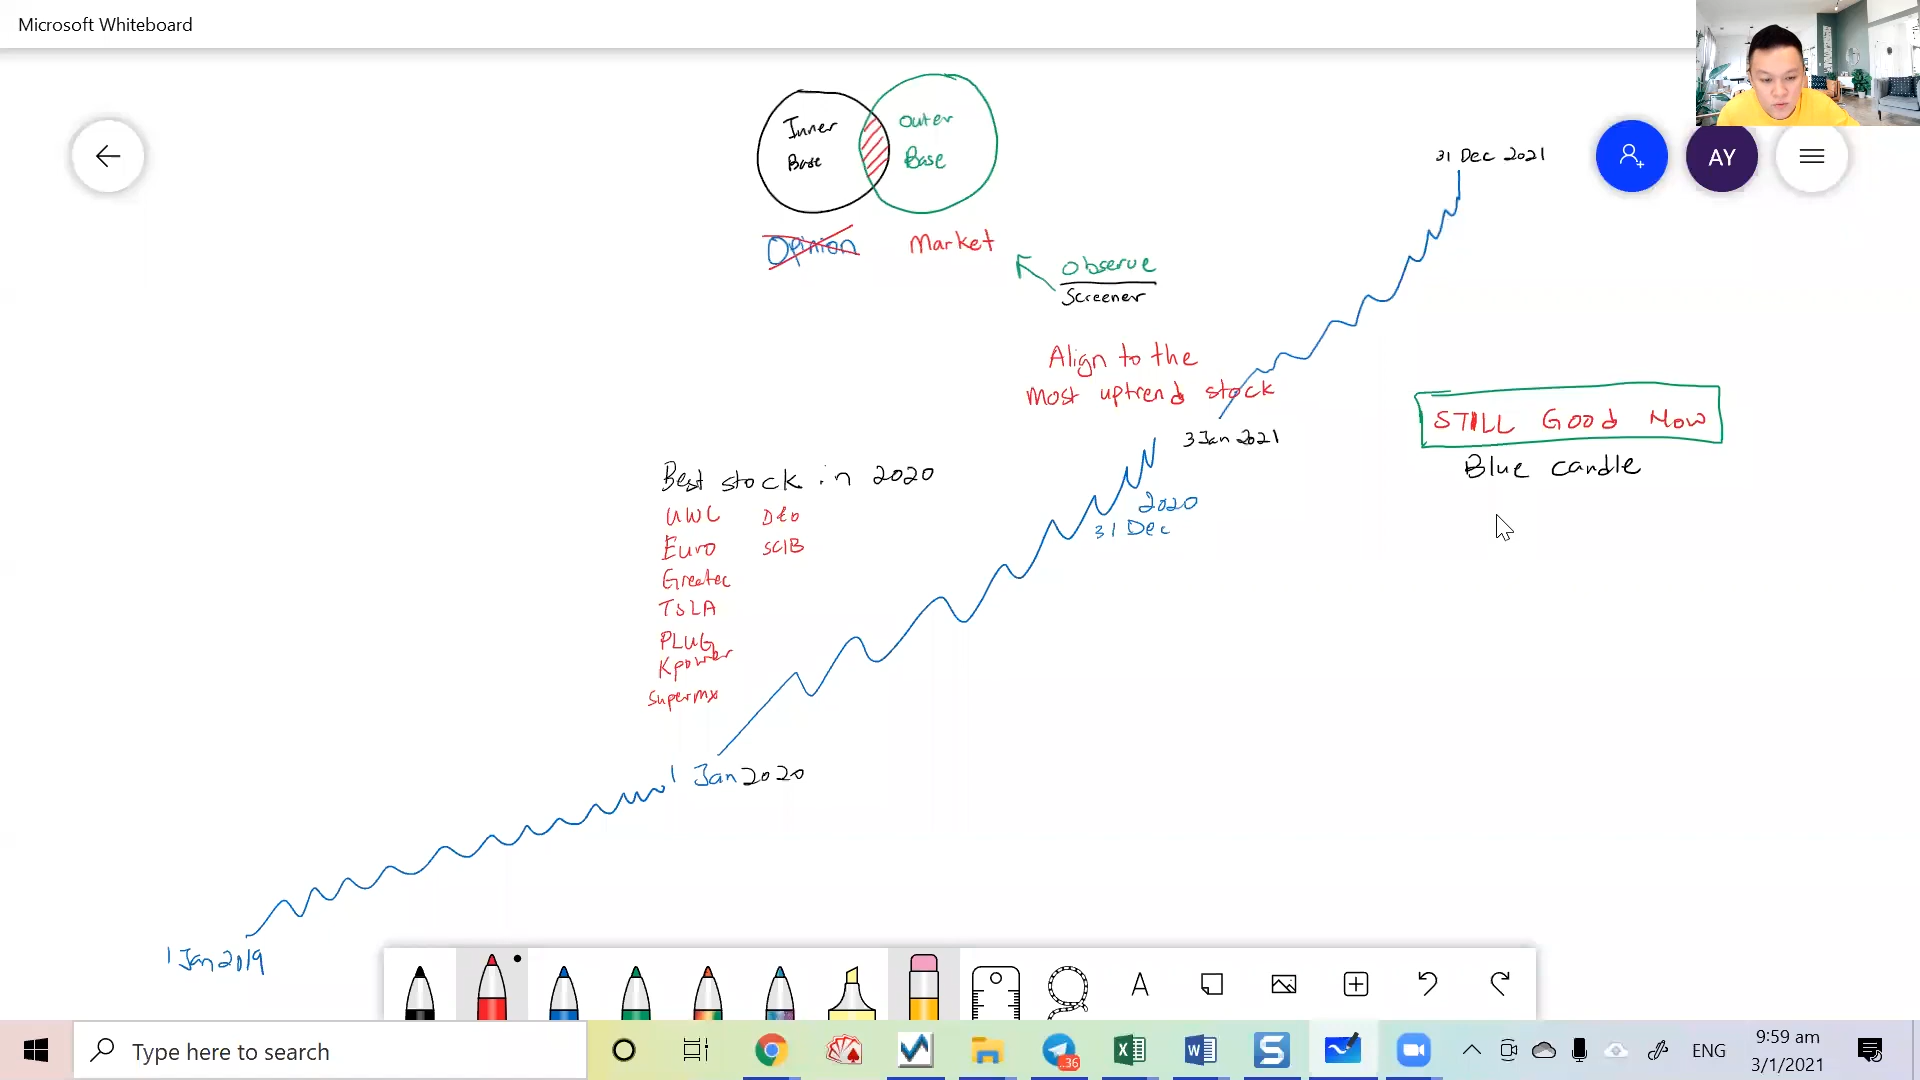 Microsoft Whiteboard
Inner
Base
Outer
Base
Opinion
Market
Observe
Screener
31 Dec 2021
AY
Align to the
most uptrend stock
3 Jan 2021
STILL Good Now
Blue candle
Best stock in 2020
UWC
D&O
Euro
SCIB
Greatec
TSLA
PLUG
Kpower
Supermx
2020
31 Dec
1 Jan 2020
1 Jan 2019
Type here to search
36
ENG
9:59 am
3/1/2021